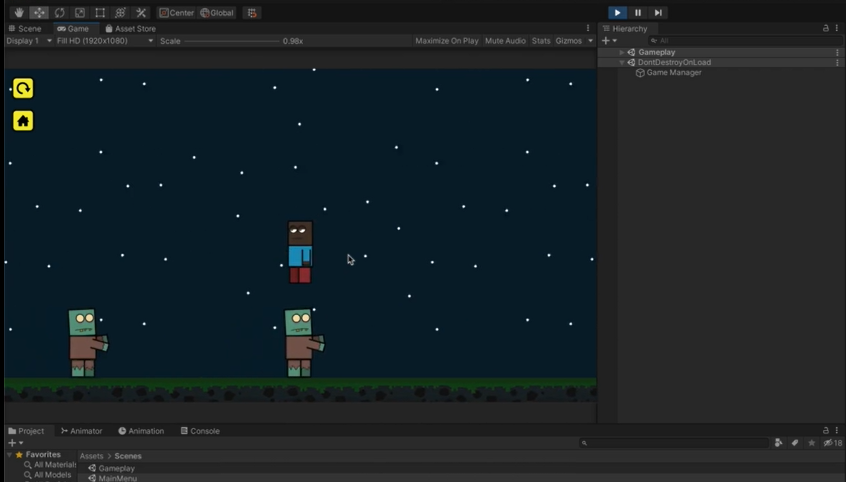 Center Global
Scene Game Asset Store
Display 1 Full HD (1920x1080) Scale 0.98x Maximize On Play Mute Audio Stats Gizmos
Hierarchy
All
Gameplay
DontDestroyOnLoad
Game Manager
Project Animator Animation Console
18
Favorites
All Materials
All Models
Assets > Scenes
Gameplay
MainMenu